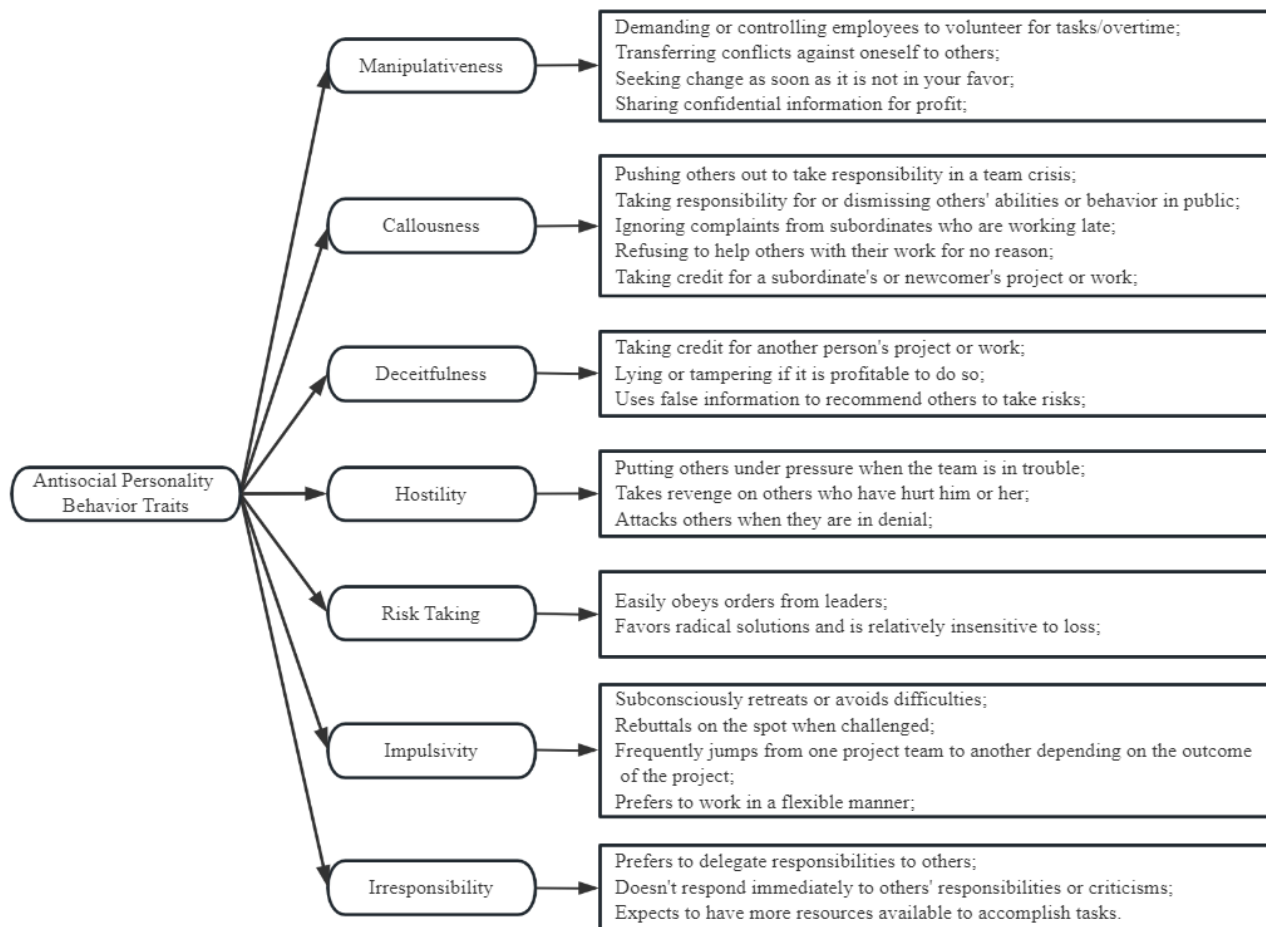 Antisocial Personality
Behavior Traits
Manipulativeness
Demanding or controlling employees to volunteer for tasks/overtime;
Transferring conflicts against oneself to others;
Seeking change as soon as it is not in your favor;
Sharing confidential information for profit;
Callousness
Pushing others out to take responsibility in a team crisis;
Taking responsibility for or dismissing others' abilities or behavior in public;
Ignoring complaints from subordinates who are working late;
Refusing to help others with their work for no reason;
Taking credit for a subordinate's or newcomer's project or work;
Deceitfulness
Taking credit for another person's project or work;
Lying or tampering if it is profitable to do so;
Uses false information to recommend others to take risks;
Hostility
Putting others under pressure when the team is in trouble;
Takes revenge on others who have hurt him or her;
Attacks others when they are in denial;
Risk Taking
Easily obeys orders from leaders;
Favors radical solutions and is relatively insensitive to loss;
Impulsivity
Subconsciously retreats or avoids difficulties;
Rebuttals on the spot when challenged;
Frequently jumps from one project team to another depending on the outcome
of the project;
Prefers to work in a flexible manner;
Irresponsibility
Prefers to delegate responsibilities to others;
Doesn't respond immediately to others' responsibilities or criticisms;
Expects to have more resources available to accomplish tasks.